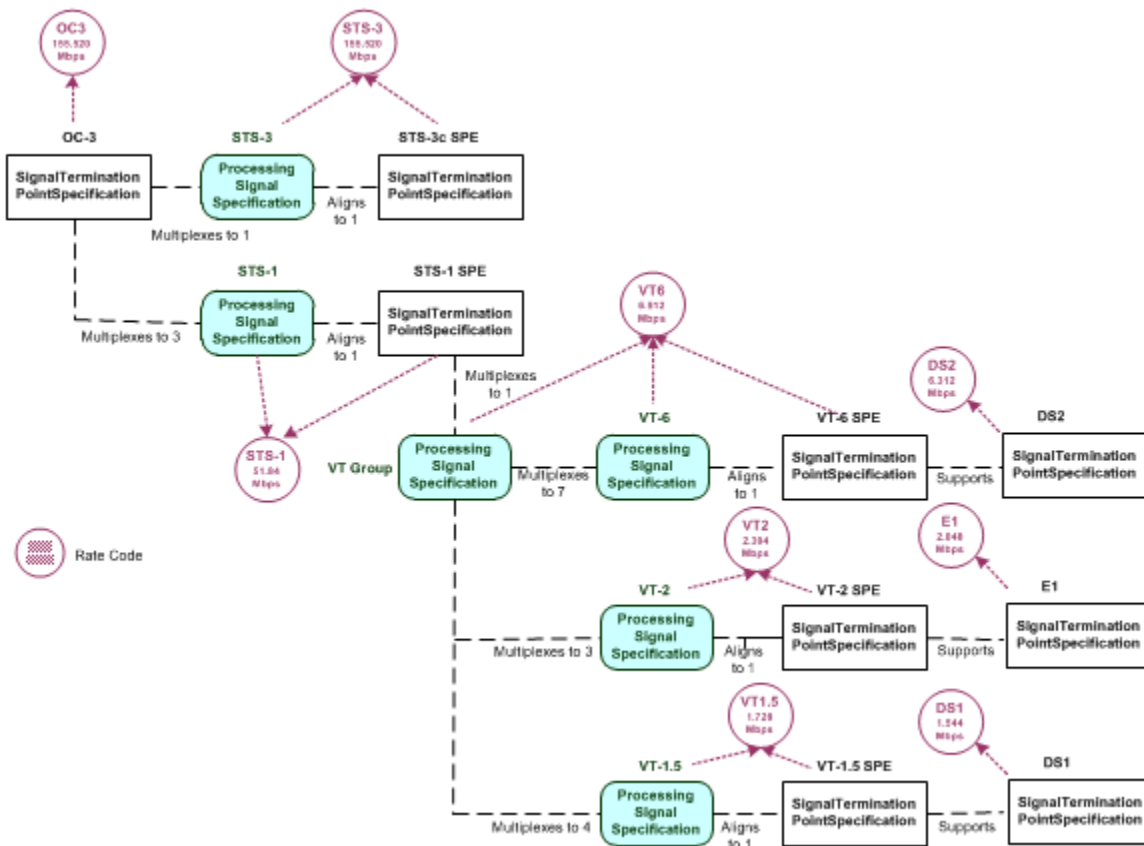 OC3
155.520
Mbps
STS-3
155.520
Mbps
OC-3
STS-3
STS-3c SPE
SignalTermination
PointSpecification
Processing
Signal
Specification
Aligns
to 1
SignalTermination
PointSpecification
Multiplexes to 1
STS-1
STS-1 SPE
Processing
Signal
Specification
Aligns
to 1
SignalTermination
PointSpecification
Multiplexes to 3
VT6
6.912
Mbps
Multiplexes
to 1
DS2
6.312
Mbps
STS-1
51.84
Mbps
VT Group
Processing
Signal
Specification
Multiplexes
to 7
VT-6
Processing
Signal
Specification
Aligns
to 1
VT-6 SPE
SignalTermination
PointSpecification
Supports
DS2
SignalTermination
PointSpecification
Rate Code
VT2
2.304
Mbps
E1
2.048
Mbps
VT-2
VT-2 SPE
E1
Multiplexes to 3
Processing
Signal
Specification
Aligns
to 1
SignalTermination
PointSpecification
Supports
SignalTermination
PointSpecification
VT1.5
1.728
Mbps
DS1
1.544
Mbps
VT-1.5
VT-1.5 SPE
DS1
Multiplexes to 4
Processing
Signal
Specification
Aligns
to 1
SignalTermination
PointSpecification
Supports
SignalTermination
PointSpecification